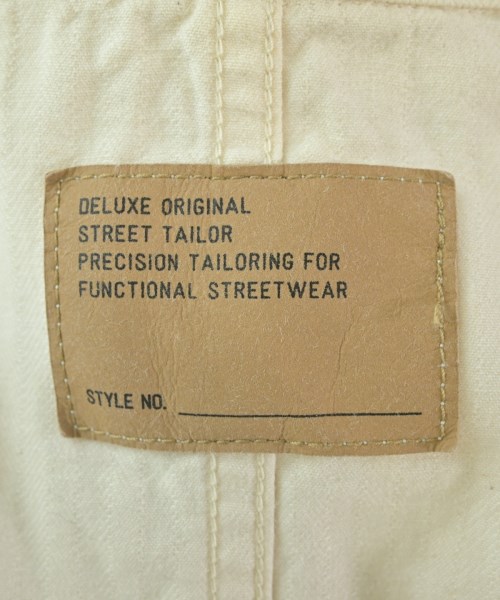 DELUXE ORIGINAL
STREET TAILOR
PRECISION TAILORING FOR
FUNCTIONAL STREETWEAR
STYLE NO.